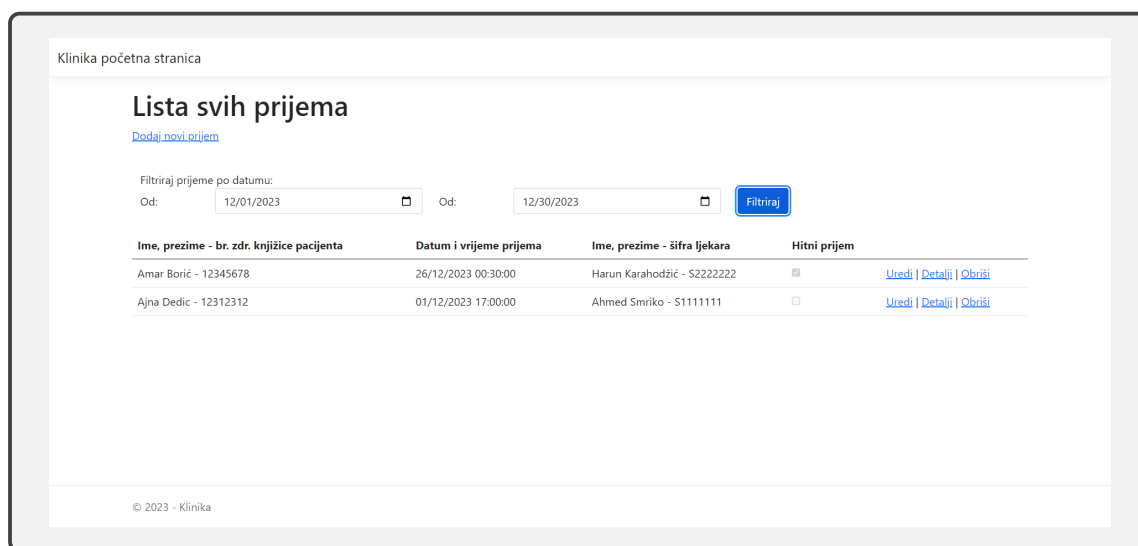 Klinika početna stranica
Lista svih prijema
Dodaj novi prijem
Filtriraj prijeme po datumu:
Od: 12/01/2023 Od: 12/30/2023 Filtriraj
Ime, prezime - br. zdr. knjižice pacijenta Datum i vrijeme prijema Ime, prezime - šifra ljekara Hitni prijem
Amar Borić - 12345678 26/12/2023 00:30:00 Harun Karahodžić - S2222222 Uredi | Detalji | Obriši
Ajna Dedic - 12312312 01/12/2023 17:00:00 Ahmed Smriko - S1111111 Uredi | Detalji | Obriši
© 2023 - Klinika